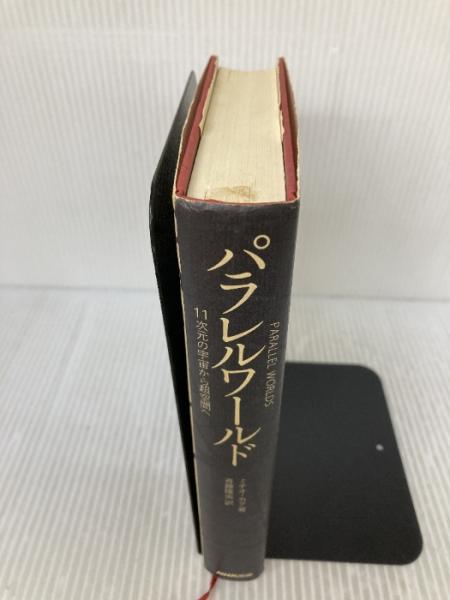 パラレルワールド
PARALLEL WORLDS
11次元の宇宙から超空間へ
ミチオ・カク 著
斉藤隆央 訳